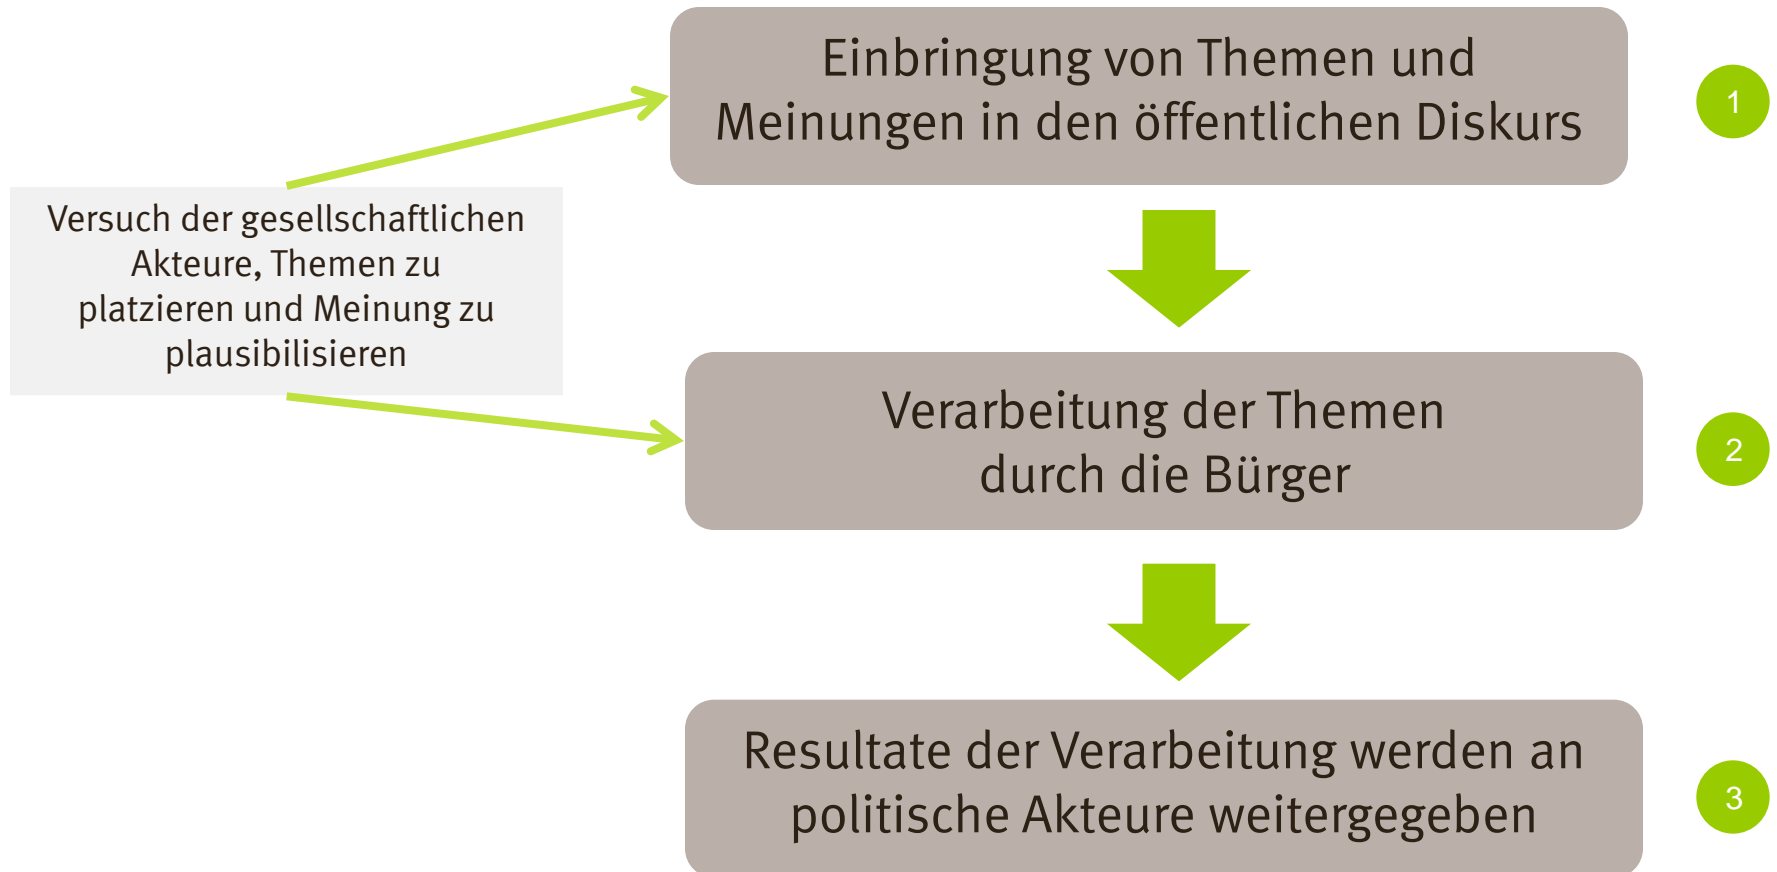 Einbringung von Themen und
Meinungen in den öffentlichen Diskurs
1
Versuch der gesellschaftlichen
Akteure, Themen zu
platzieren und Meinung zu
plausibilisieren
Verarbeitung der Themen
durch die Bürger
2
Resultate der Verarbeitung werden an
politische Akteure weitergegeben
3